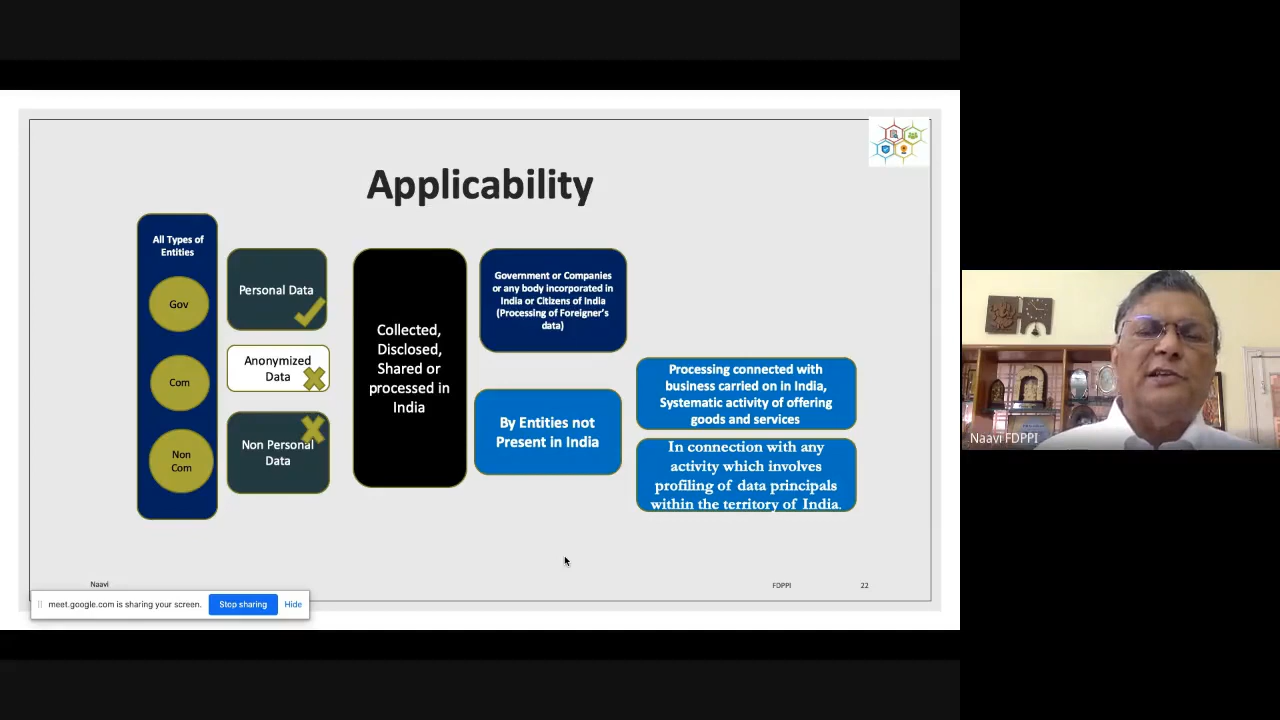 Applicability
All Types of
Entities
Gov
Com
Non
Com
Personal Data
Anonymized
Data
Non Personal
Data
Collected,
Disclosed,
Shared or
processed in
India
Government or Companies
or any body incorporated in
India or Citizens of India
(Processing of Foreigner's
data)
By Entities not
Present in India
Processing connected with
business carried on in India,
Systematic activity of offering
goods and services
In connection with any
activity which involves
profiling of data principals
within the territory of India.
Naavi
FDPPI
22
meet.google.com is sharing your screen.
Stop sharing
Hide
Naavi FDPPI